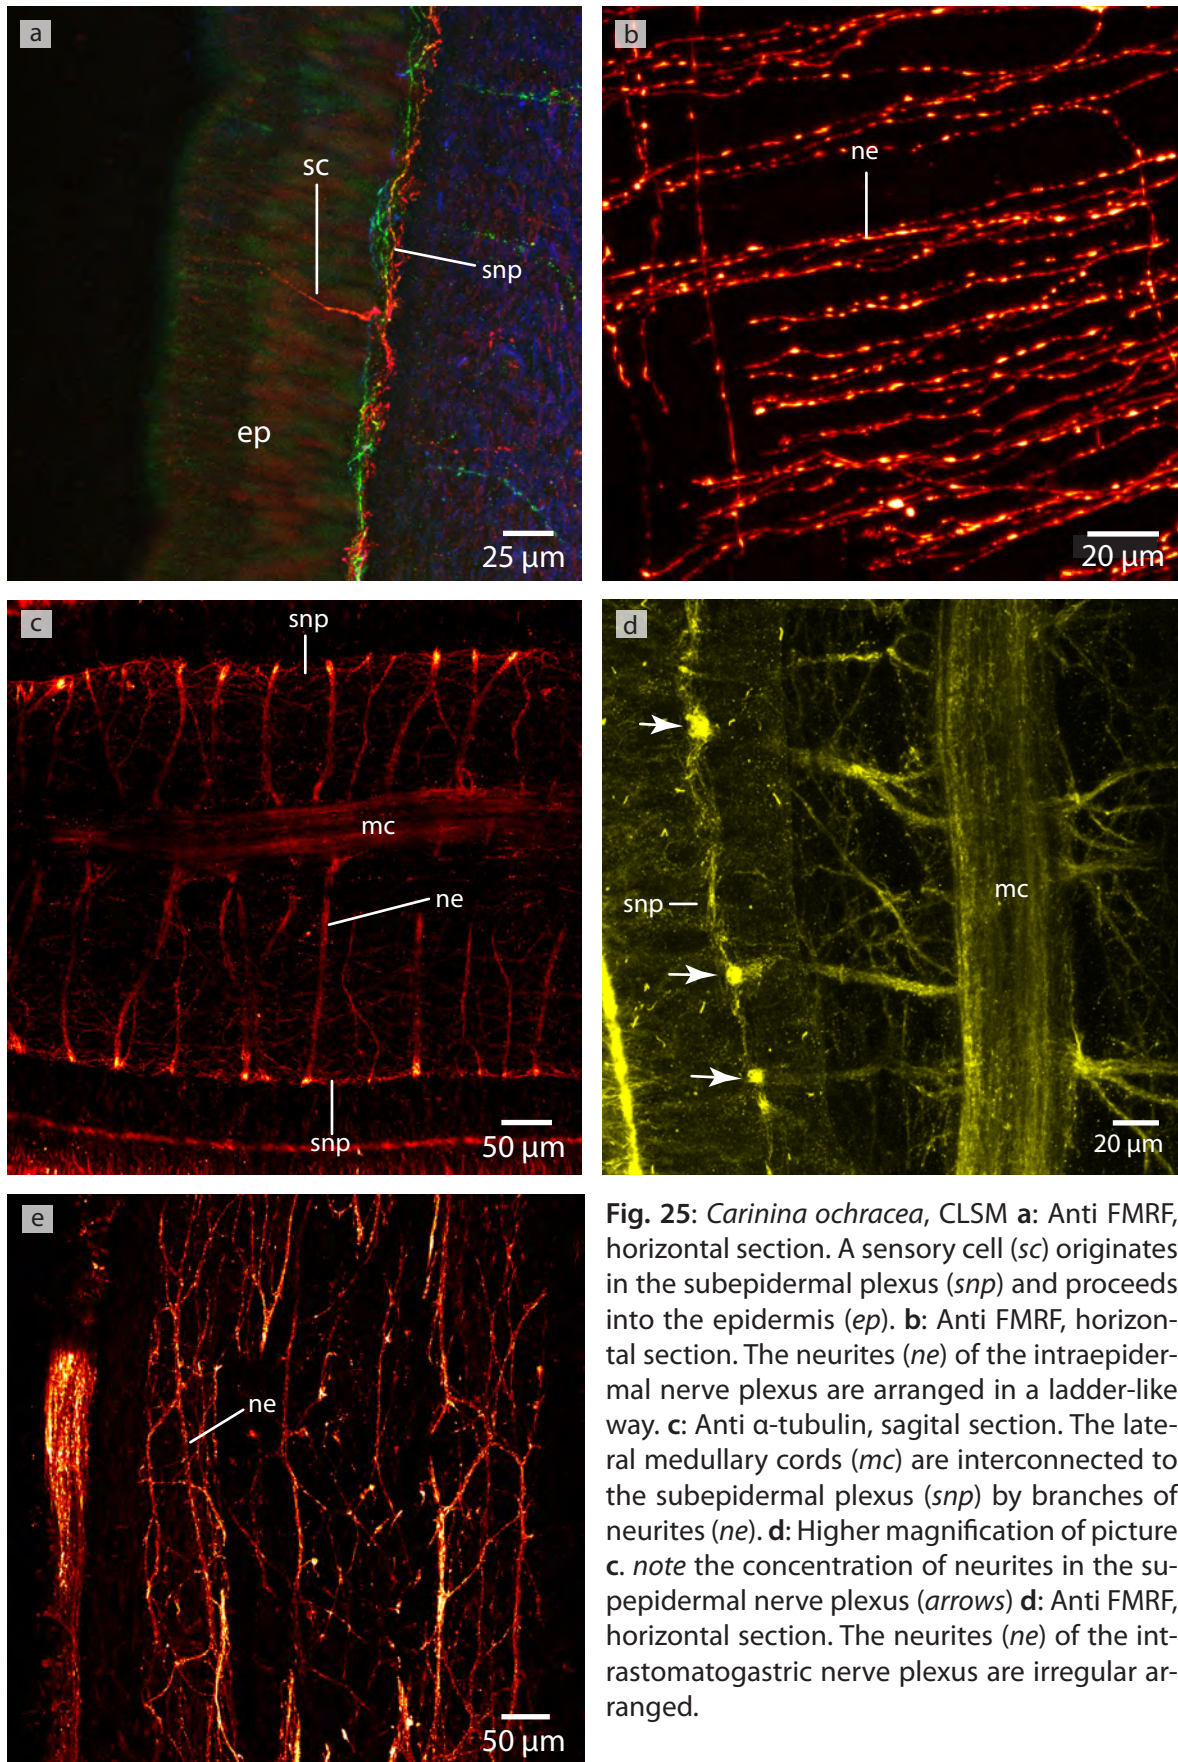 a
sc
snp
ep
25 µm
b
ne
20 µm
c
snp
mc
ne
snp
50 µm
d
snp
mc
20 µm
e
ne
50 µm
Fig. 25: Carinina ochracea, CLSM a: Anti FMRF,
horizontal section. A sensory cell (sc) originates
in the subepidermal plexus (snp) and proceeds
into the epidermis (ep). b: Anti FMRF, horizon-
tal section. The neurites (ne) of the intraepider-
mal nerve plexus are arranged in a ladder-like
way. c: Anti α-tubulin, sagital section. The late-
ral medullary cords (mc) are interconnected to
the subepidermal plexus (snp) by branches of
neurites (ne). d: Higher magnification of picture
c. note the concentration of neurites in the su-
pepidermal nerve plexus (arrows) d: Anti FMRF,
horizontal section. The neurites (ne) of the int-
rastomatogastric nerve plexus are irregular ar-
ranged.